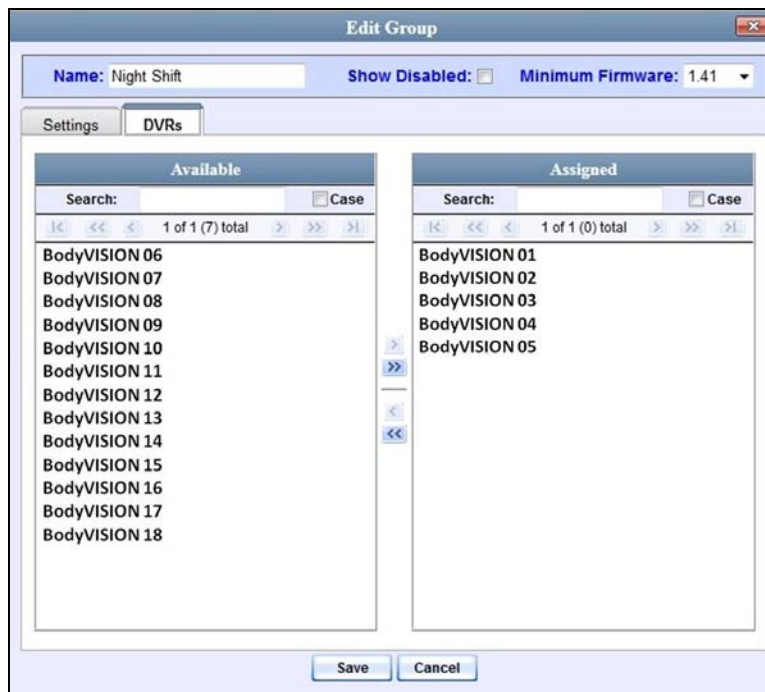 Edit Group
Name: Night Shift Show Disabled: Minimum Firmware: 1.41
Settings DVRs
Available
Search: Case
|< << < 1 of 1 (7) total > >> >|
BodyVISION 06
BodyVISION 07
BodyVISION 08
BodyVISION 09
BodyVISION 10
BodyVISION 11
BodyVISION 12
BodyVISION 13
BodyVISION 14
BodyVISION 15
BodyVISION 16
BodyVISION 17
BodyVISION 18
>
>>
<
<<
Assigned
Search: Case
|< << < 1 of 1 (0) total > >> >|
BodyVISION 01
BodyVISION 02
BodyVISION 03
BodyVISION 04
BodyVISION 05
Save Cancel